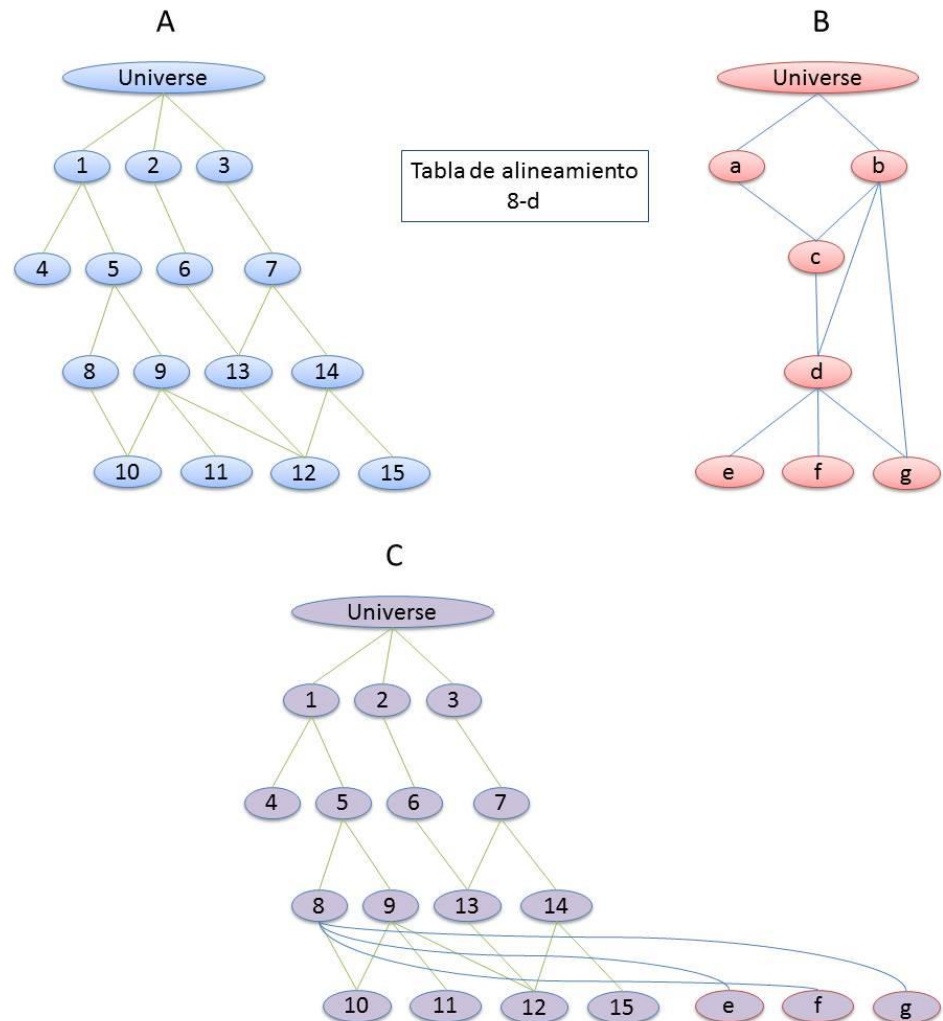 A
B
Universe
Universe
1 2 3
Tabla de alineamiento
8-d
a b
4 5 6 7
c
8 9 13 14
d
10 11 12 15
e f g
C
Universe
1 2 3
4 5 6 7
8 9 13 14
10 11 12 15 e f g